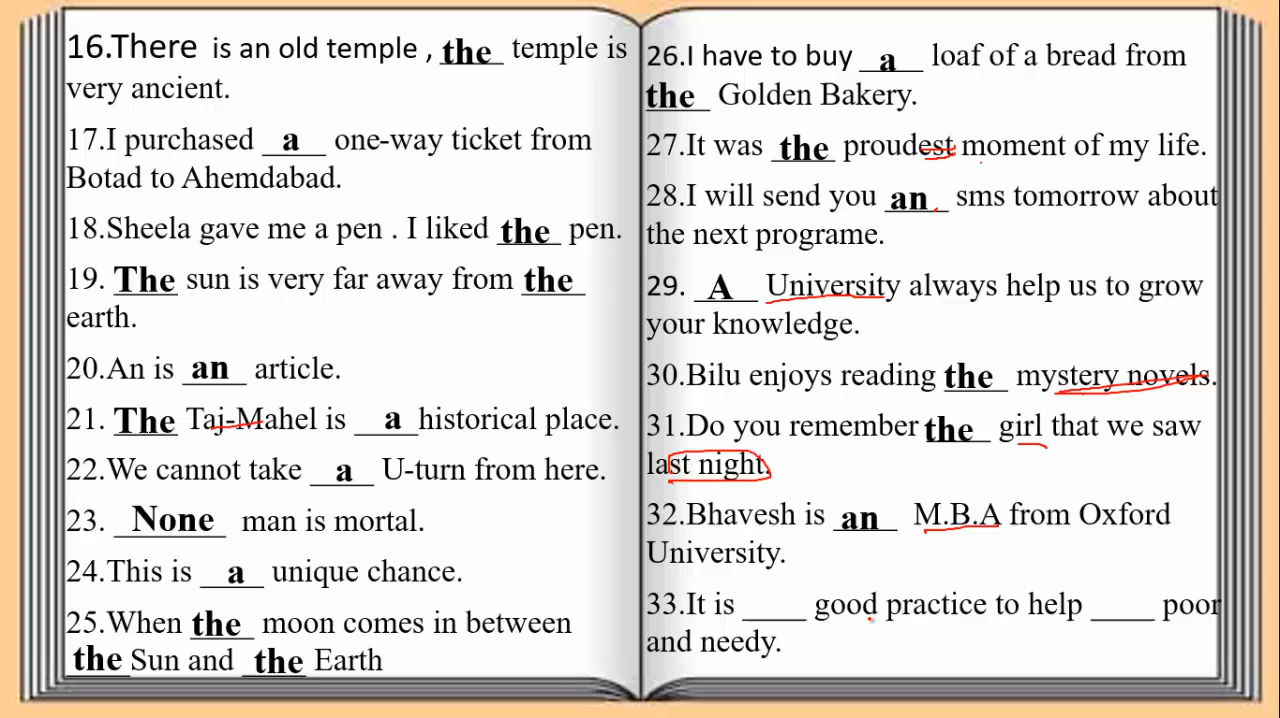 16.There is an old temple , the temple is
very ancient.
17.I purchased a one-way ticket from
Botad to Ahemdabad.
18.Sheela gave me a pen . I liked the pen.
19. The sun is very far away from the
earth.
20.An is an article.
21. The Taj-Mahel is a historical place.
22.We cannot take a U-turn from here.
23. None man is mortal.
24.This is a unique chance.
25.When the moon comes in between
the Sun and the Earth
26.I have to buy a loaf of a bread from
the Golden Bakery.
27.It was the proudest moment of my life.
28.I will send you an sms tomorrow about
the next programe.
29. A University always help us to grow
your knowledge.
30.Bilu enjoys reading the mystery novels.
31.Do you remember the girl that we saw
last night.
32.Bhavesh is an M.B.A from Oxford
University.
33.It is ____ good practice to help ____ poor
and needy.